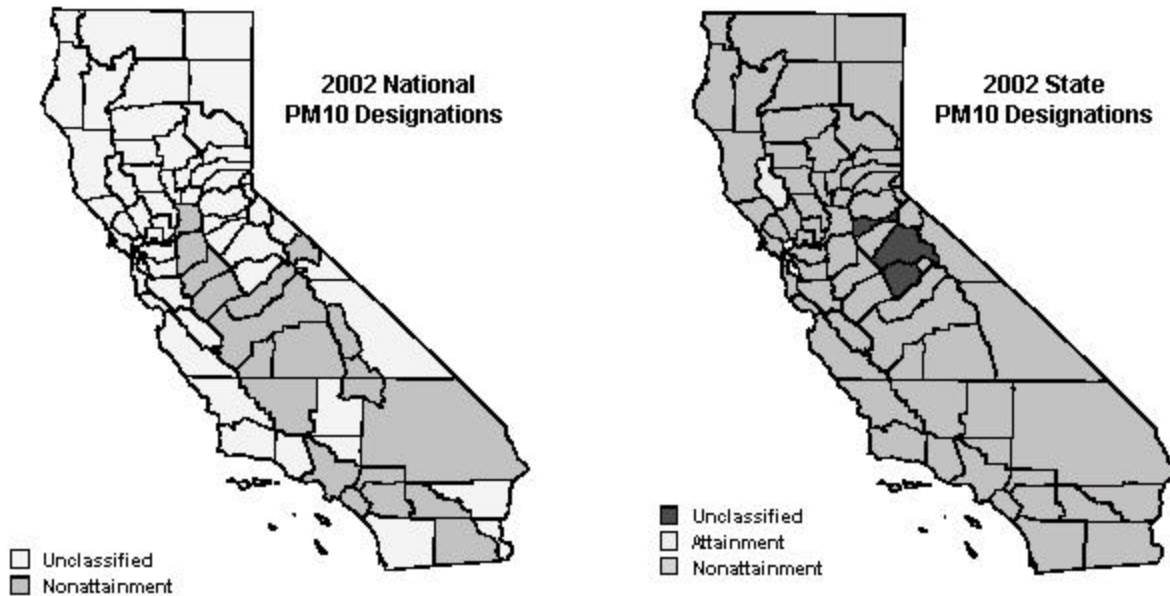 2002 National
PM10 Designations
Unclassified
Nonattainment
2002 State
PM10 Designations
Unclassified
Attainment
Nonattainment